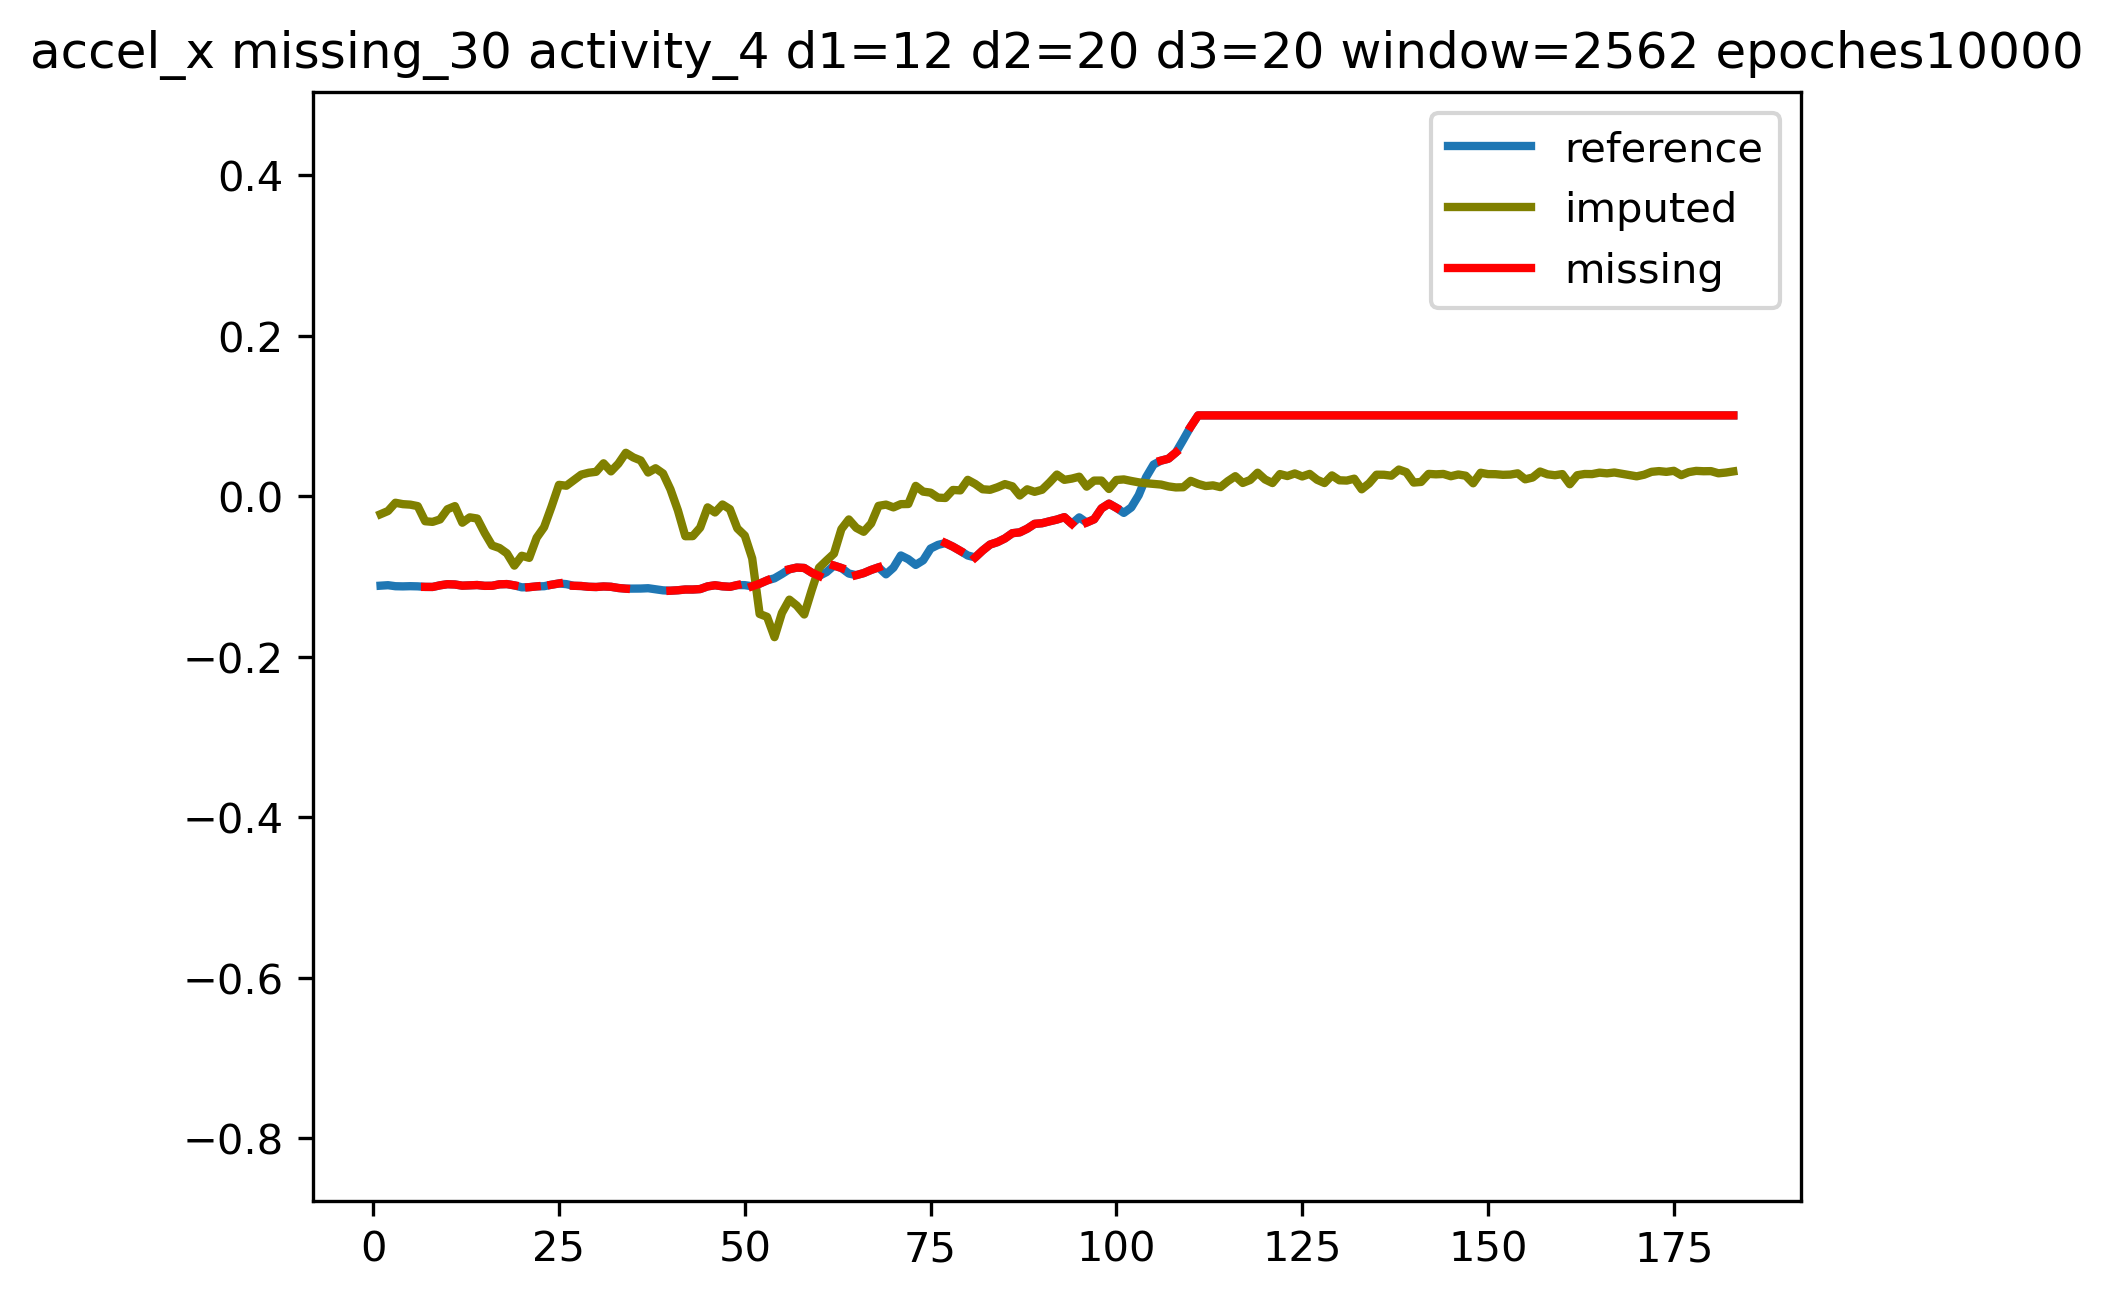 accel_x missing_30 activity_4 d1=12 d2=20 d3=20 window=2562 epoches10000
reference
imputed
missing
0.4
0.2
0.0
−0.2
−0.4
−0.6
−0.8
0 25 50 75 100 125 150 175